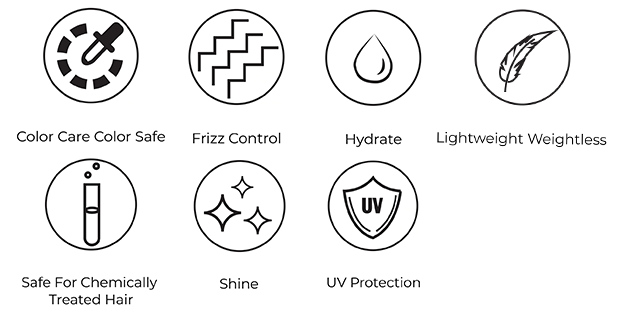 Color Care Color Safe
Frizz Control
Hydrate
Lightweight Weightless
UV
Safe For Chemically
Treated Hair
Shine
UV Protection